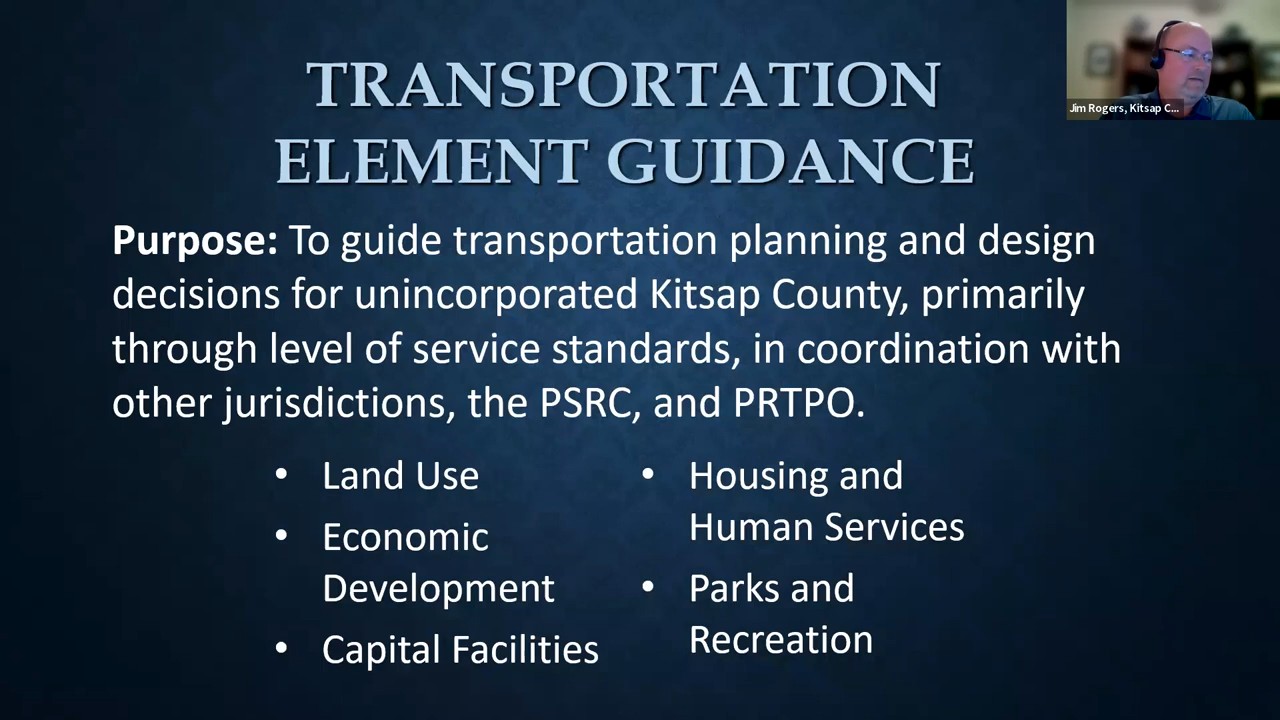 Jim Rogers, Kitsap C...
TRANSPORTATION
ELEMENT GUIDANCE
Purpose: To guide transportation planning and design
decisions for unincorporated Kitsap County, primarily
through level of service standards, in coordination with
other jurisdictions, the PSRC, and PRTPO.
• Land Use
• Economic
Development
• Capital Facilities
• Housing and
Human Services
• Parks and
Recreation